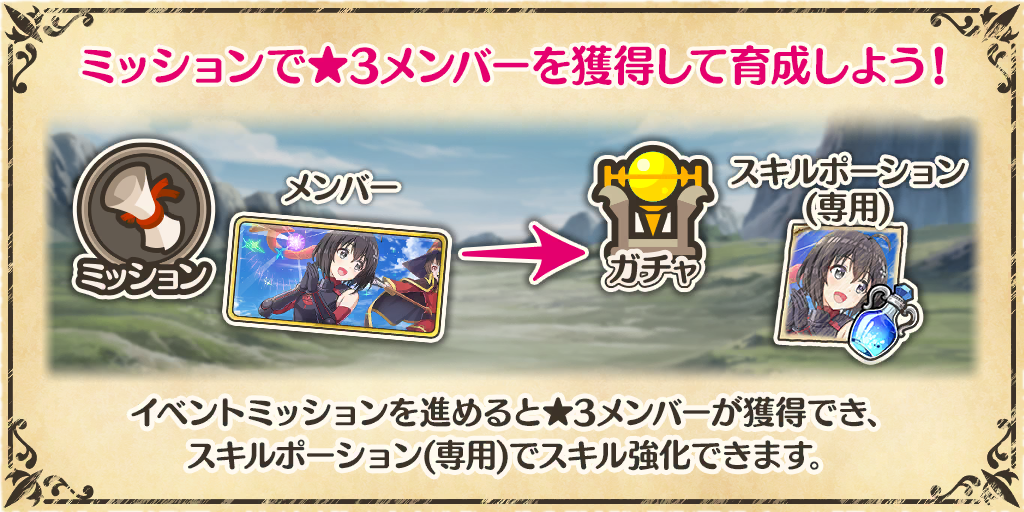 ミッションで★3メンバーを獲得して育成しよう!
ミッション
メンバー
ガチャ
スキルポーション
(専用)
イベントミッションを進めると★3メンバーが獲得でき、
スキルポーション(専用)でスキル強化できます。